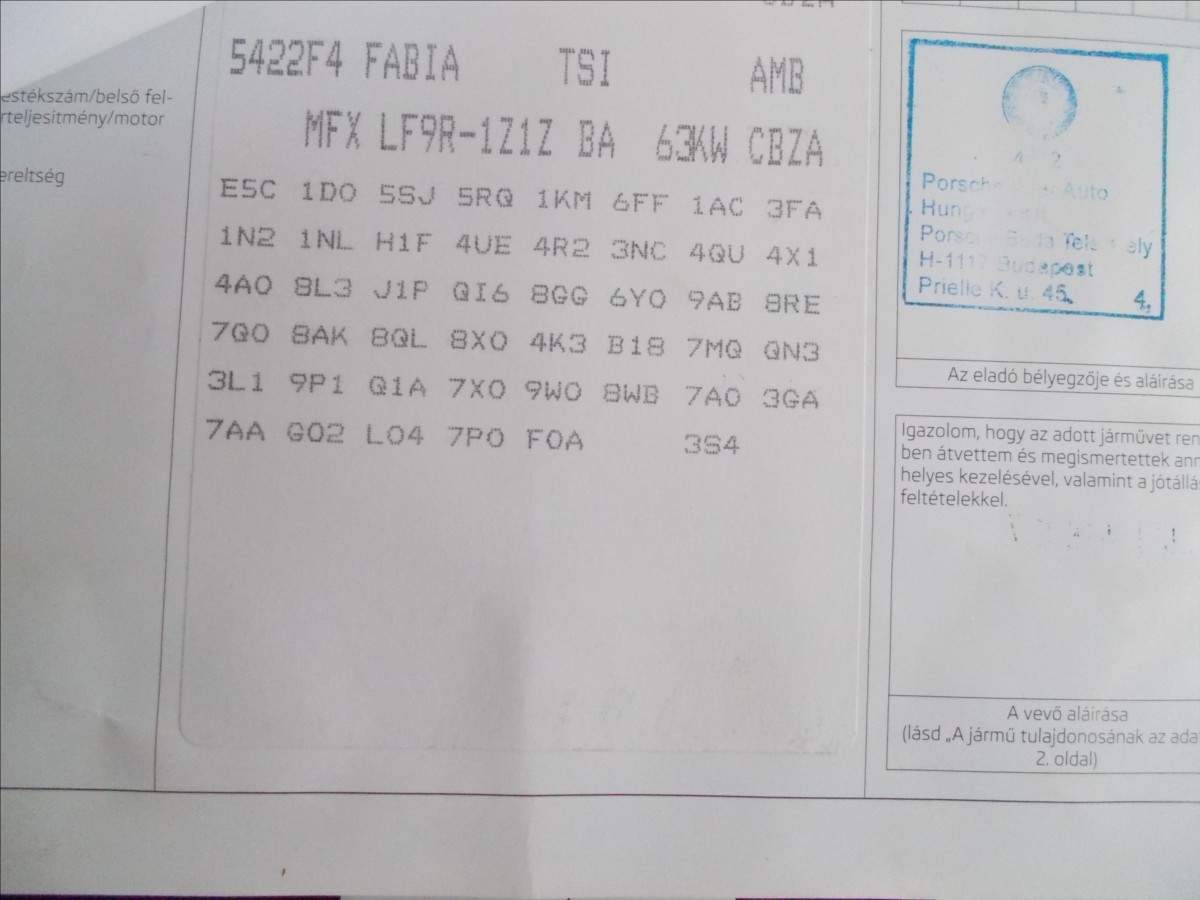 5422F4 FABIA TSI AMB
MFX LF9R-1Z1Z BA 63KW CBZA
E5C 1D0 5SJ 5RQ 1KM 6FF 1AC 3FA
1N2 1NL H1F 4UE 4R2 3NC 4QU 4X1
4A0 8L3 J1P QI6 8GG 6Y0 9AB 8RE
7Q0 8AK 8QL 8X0 4K3 B18 7MQ QN3
3L1 9P1 Q1A 7X0 9W0 8WB 7A0 3GA
7AA G02 L04 7P0 F0A 3S4
estékszám/belső fel-
rteljesítmény/motor
ereltség
Auto
Budapest
H-1117
Prielle K. u. 45. 4.
Az eladó bélyegzője és aláírása
Igazolom, hogy az adott járművet ren
ben átvettem és megismertettek ann
helyes kezelésével, valamint a jótállás
feltételekkel.
A vevő aláírása
(lásd „A jármű tulajdonosának az ada
2. oldal)